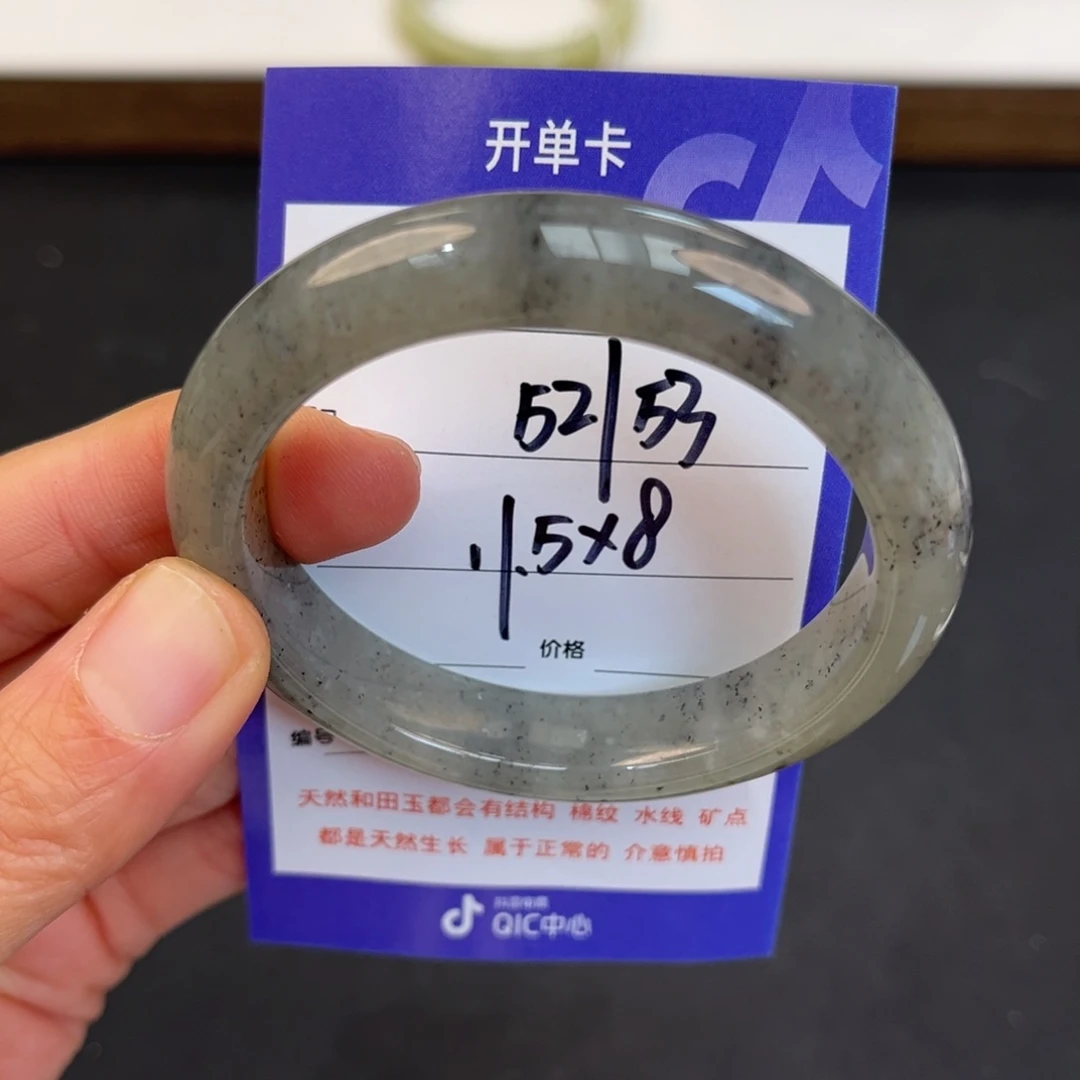 开单卡
52/53
11.5×8
价格
编号
天然和田玉都会有结构 棉纹 水线 矿点
都是天然生长 属于正常的 介意慎拍
QIC中心